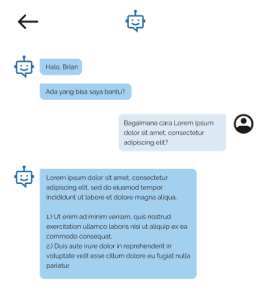 Halo, Brian
Ada yang bisa saya bantu?
Bagaimana cara Lorem ipsum
dolor sit amet, consectetur
adipiscing elit?
Lorem ipsum dolor sit amet, consectetur
adipiscing elit, sed do eiusmod tempor
incididunt ut labore et dolore magna aliqua.
1.) Ut enim ad minim veniam, quis nostrud
exercitation ullamco laboris nisi ut aliquip ex ea
commodo consequat.
2.) Duis aute irure dolor in reprehenderit in
voluptate velit esse cillum dolore eu fugiat nulla
pariatur.